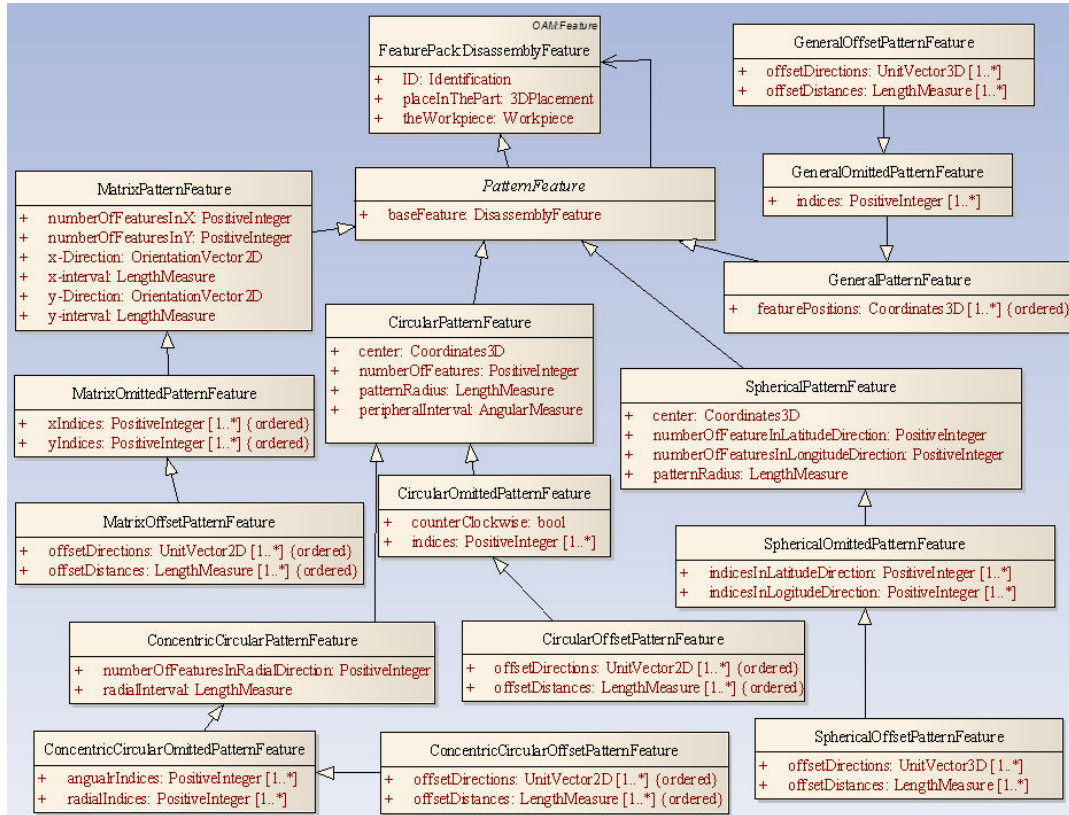 OAM:Feature
FeaturePackDisassemblyFeature
+ ID: Identification
+ placeInThePart: 3DPlacement
+ theWorkpiece: Workpiece
GeneralOffsetPatternFeature
+ offsetDirections: UnitVector3D [1..*]
+ offsetDistances: LengthMeasure [1..*]
GeneralOmittedPatternFeature
+ indices: PositiveInteger [1..*]
PatternFeature
+ baseFeature: DisassemblyFeature
MatrixPatternFeature
+ numberOfFeaturesInX: PositiveInteger
+ numberOfFeaturesInY: PositiveInteger
+ x-Direction: OrientationVector2D
+ x-interval: LengthMeasure
+ y-Direction: OrientationVector2D
+ y-interval: LengthMeasure
GeneralPatternFeature
+ featurePositions: Coordinates3D [1..*] {ordered}
CircularPatternFeature
+ center: Coordinates3D
+ numberOfFeatures: PositiveInteger
+ patternRadius: LengthMeasure
+ peripheralInterval: AngularMeasure
MatrixOmittedPatternFeature
+ xIndices: PositiveInteger [1..*] {ordered}
+ yIndices: PositiveInteger [1..*] {ordered}
SphericalPatternFeature
+ center: Coordinates3D
+ numberOfFeatureInLatitudeDirection: PositiveInteger
+ numberOfFeaturesInLongitudeDirection: PositiveInteger
+ patternRadius: LengthMeasure
CircularOmittedPatternFeature
+ counterClockwise: bool
+ indices: PositiveInteger [1..*]
MatrixOffsetPatternFeature
+ offsetDirections: UnitVector2D [1..*] {ordered}
+ offsetDistances: LengthMeasure [1..*] {ordered}
SphericalOmittedPatternFeature
+ indicesInLatitudeDirection: PositiveInteger [1..*]
+ indicesInLogitudeDirection: PositiveInteger [1..*]
ConcentricCircularPatternFeature
+ numberOfFeaturesInRadialDirection: PositiveInteger
+ radialInterval: LengthMeasure
CircularOffsetPatternFeature
+ offsetDirections: UnitVector2D [1..*] {ordered}
+ offsetDistances: LengthMeasure [1..*] {ordered}
ConcentricCircularOmittedPatternFeature
+ angualrIndices: PositiveInteger [1..*]
+ radialIndices: PositiveInteger [1..*]
ConcentricCircularOffsetPatternFeature
+ offsetDirections: UnitVector2D [1..*] {ordered}
+ offsetDistances: LengthMeasure [1..*] {ordered}
SphericalOffsetPatternFeature
+ offsetDirections: UnitVector3D [1..*]
+ offsetDistances: LengthMeasure [1..*]